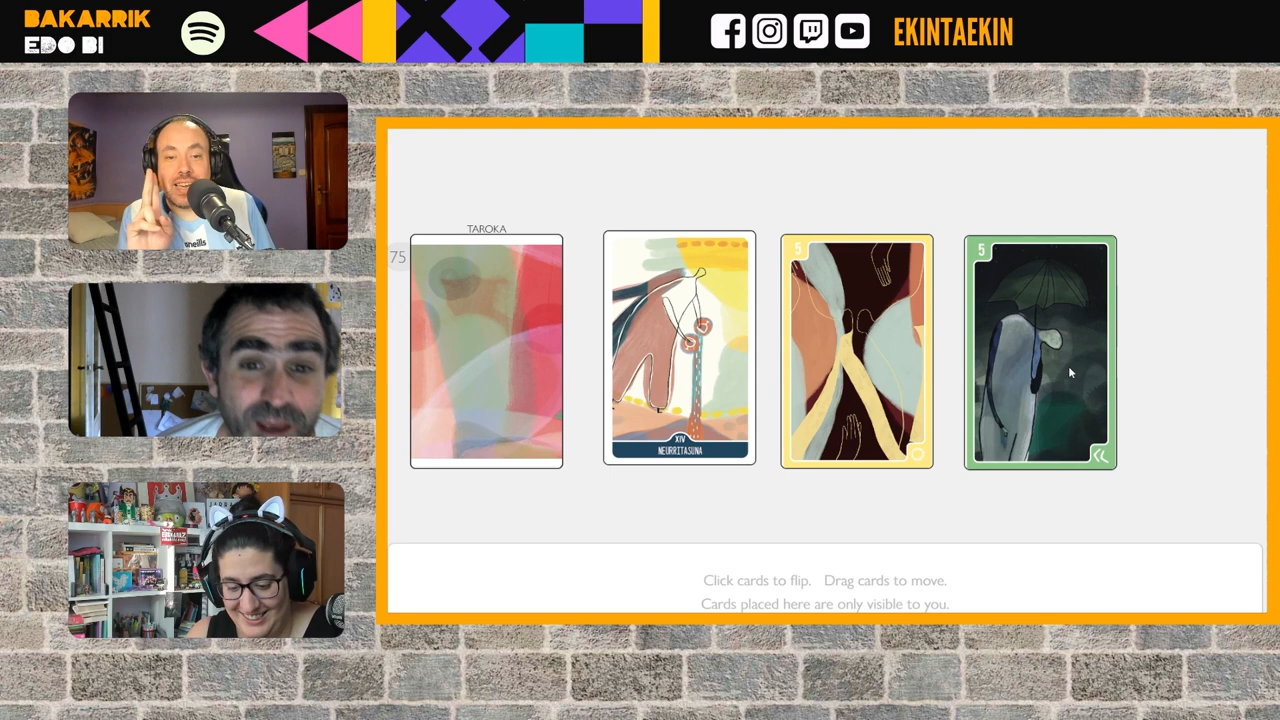 BAKARRIK
EDO BI
EKINTAEKIN
TAROKA
75
5
5
XIV
NEURRITASUNA
Click cards to flip. Drag cards to move.
Cards placed here are only visible to you.